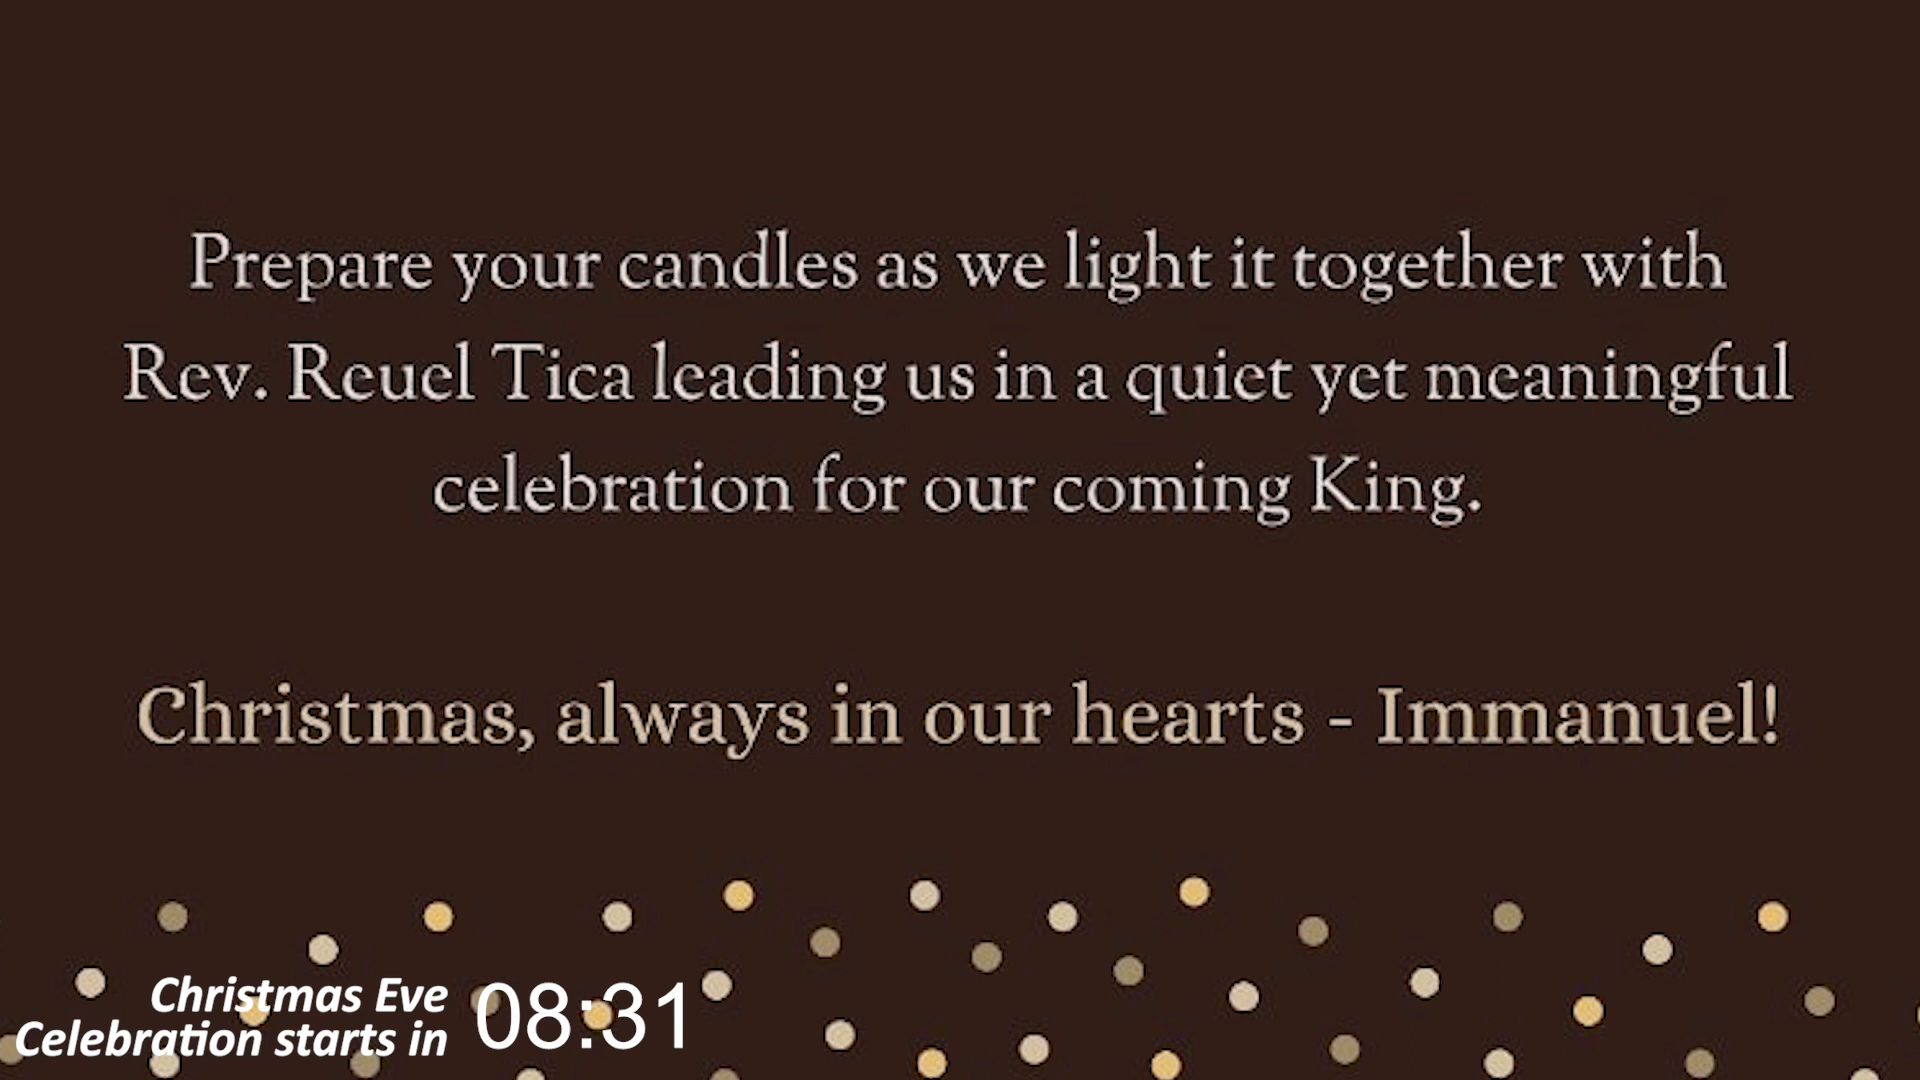 Prepare your candles as we light it together with
Rev. Reuel Tica leading us in a quiet yet meaningful
celebration for our coming King.
Christmas, always in our hearts - Immanuel!
Christmas Eve
Celebration starts in
08:31